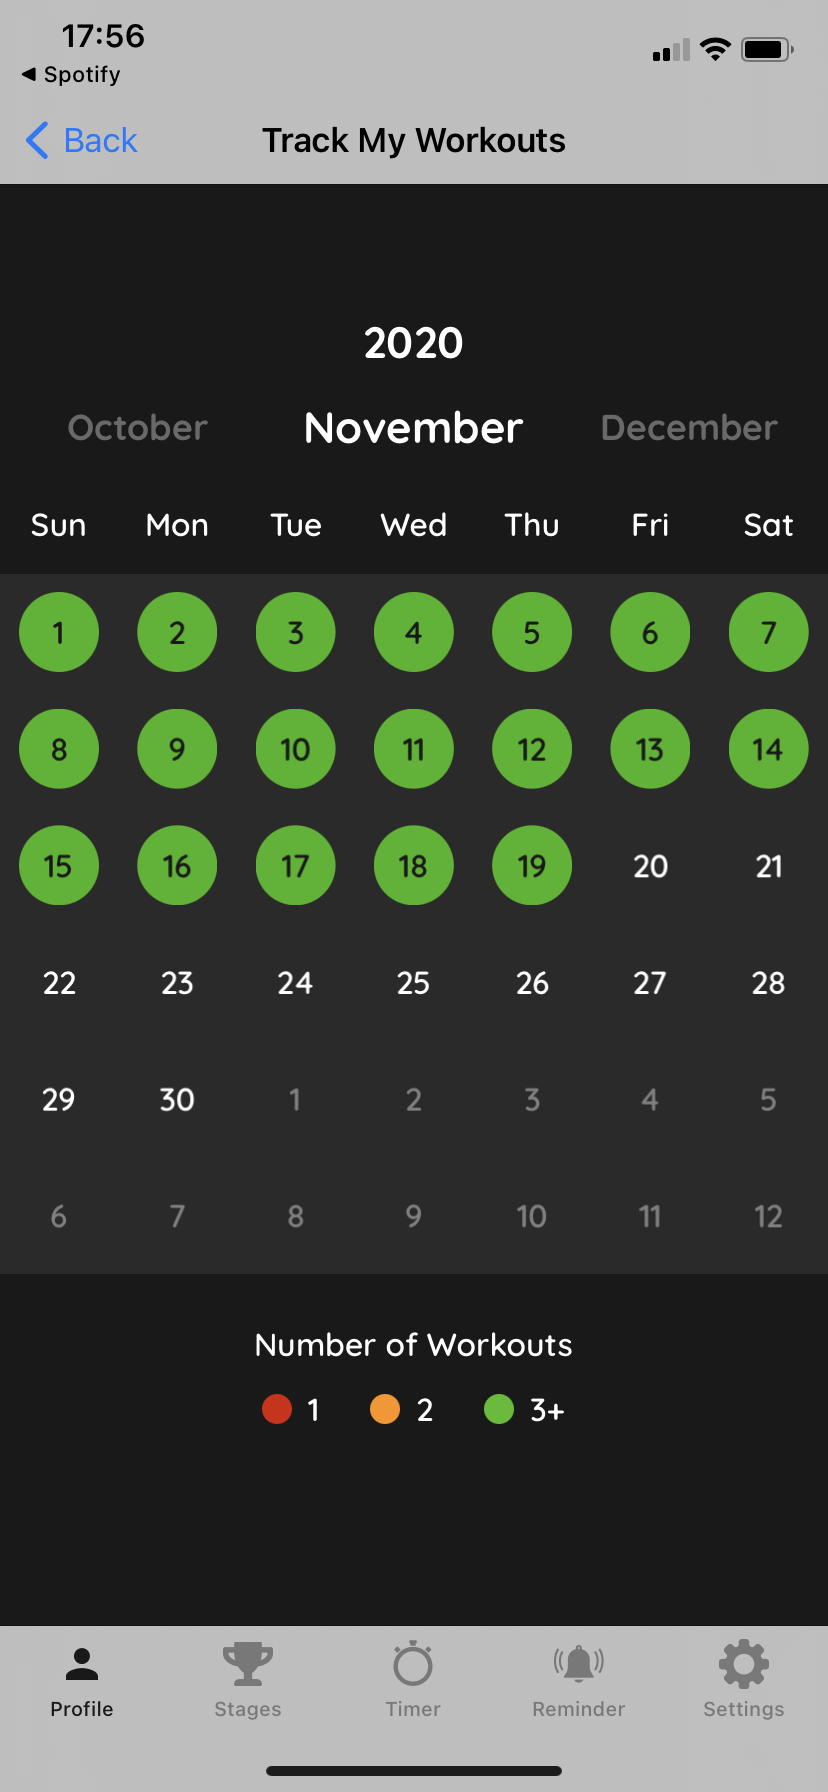 17:56
◀ Spotify
Back Track My Workouts
2020
October November December
Sun Mon Tue Wed Thu Fri Sat
1 2 3 4 5 6 7
8 9 10 11 12 13 14
15 16 17 18 19 20 21
22 23 24 25 26 27 28
29 30 1 2 3 4 5
6 7 8 9 10 11 12
Number of Workouts
1 2 3+
Profile Stages Timer Reminder Settings